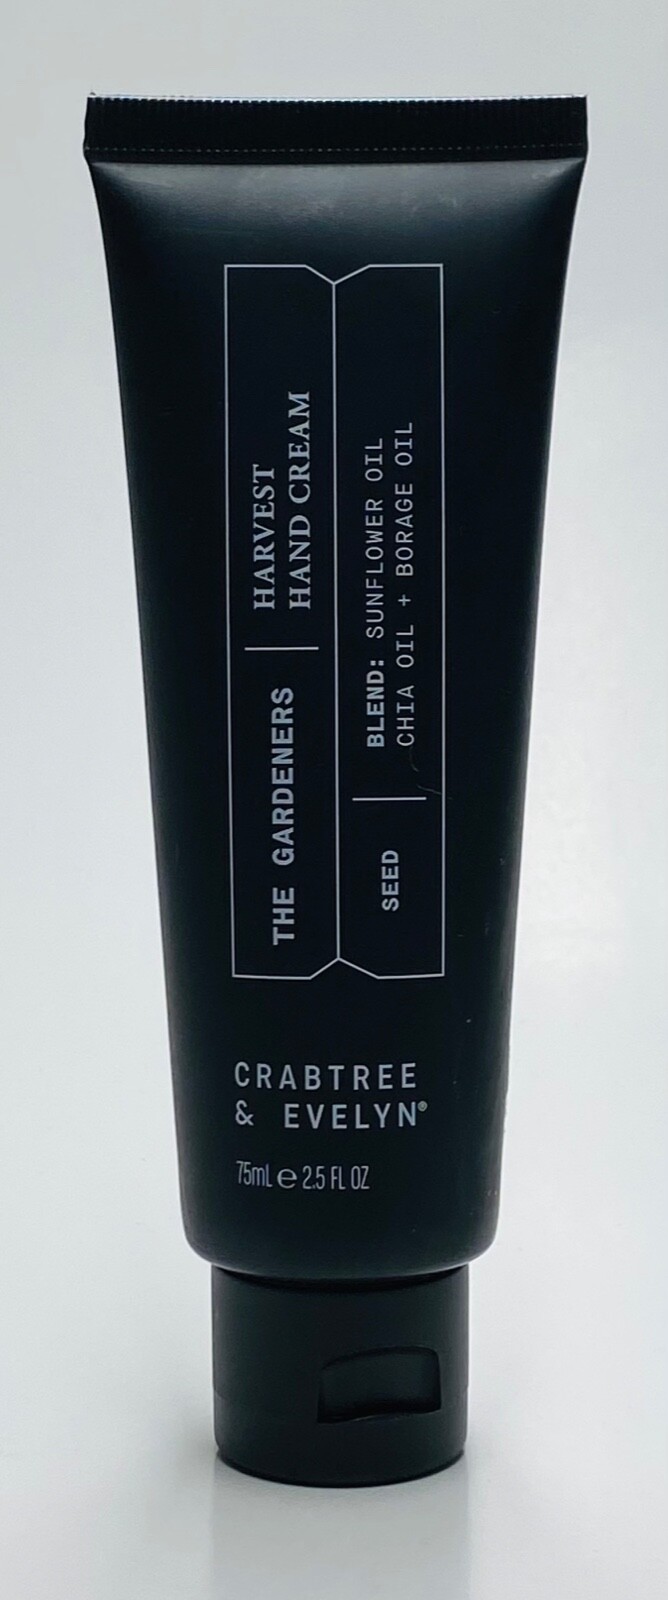 THE GARDENERS
HARVEST
HAND CREAM
SEED
BLEND: SUNFLOWER OIL
CHIA OIL + BORAGE OIL
CRABTREE
& EVELYN®
75mL ℮ 2.5 FL OZ